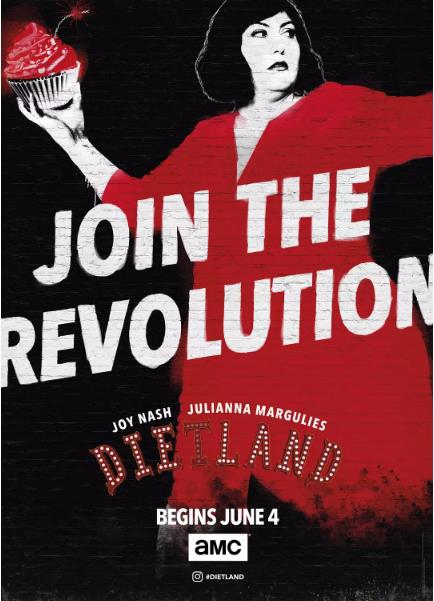 JOIN THE
REVOLUTION
JOY NASH JULIANNA MARGULIES
DIETLAND
BEGINS JUNE 4
aMC
#DIETLAND